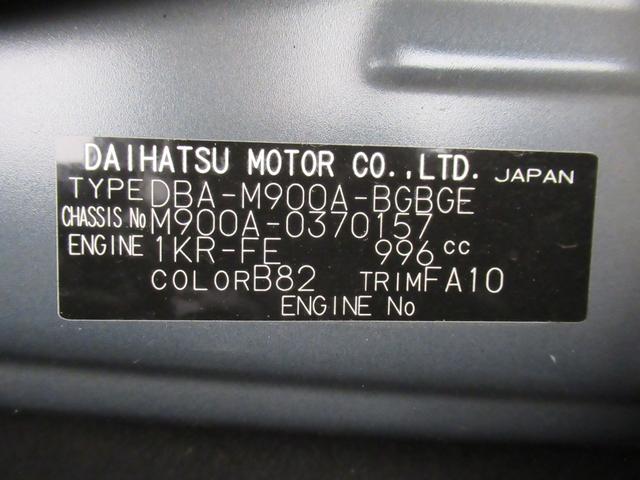 DAIHATSU MOTOR CO.,LTD. JAPAN
TYPE DBA-M900A-BGBGE
CHASSIS No M900A-0370157
ENGINE 1KR-FE 996cc
COLOR B82 TRIM FA10
ENGINE No